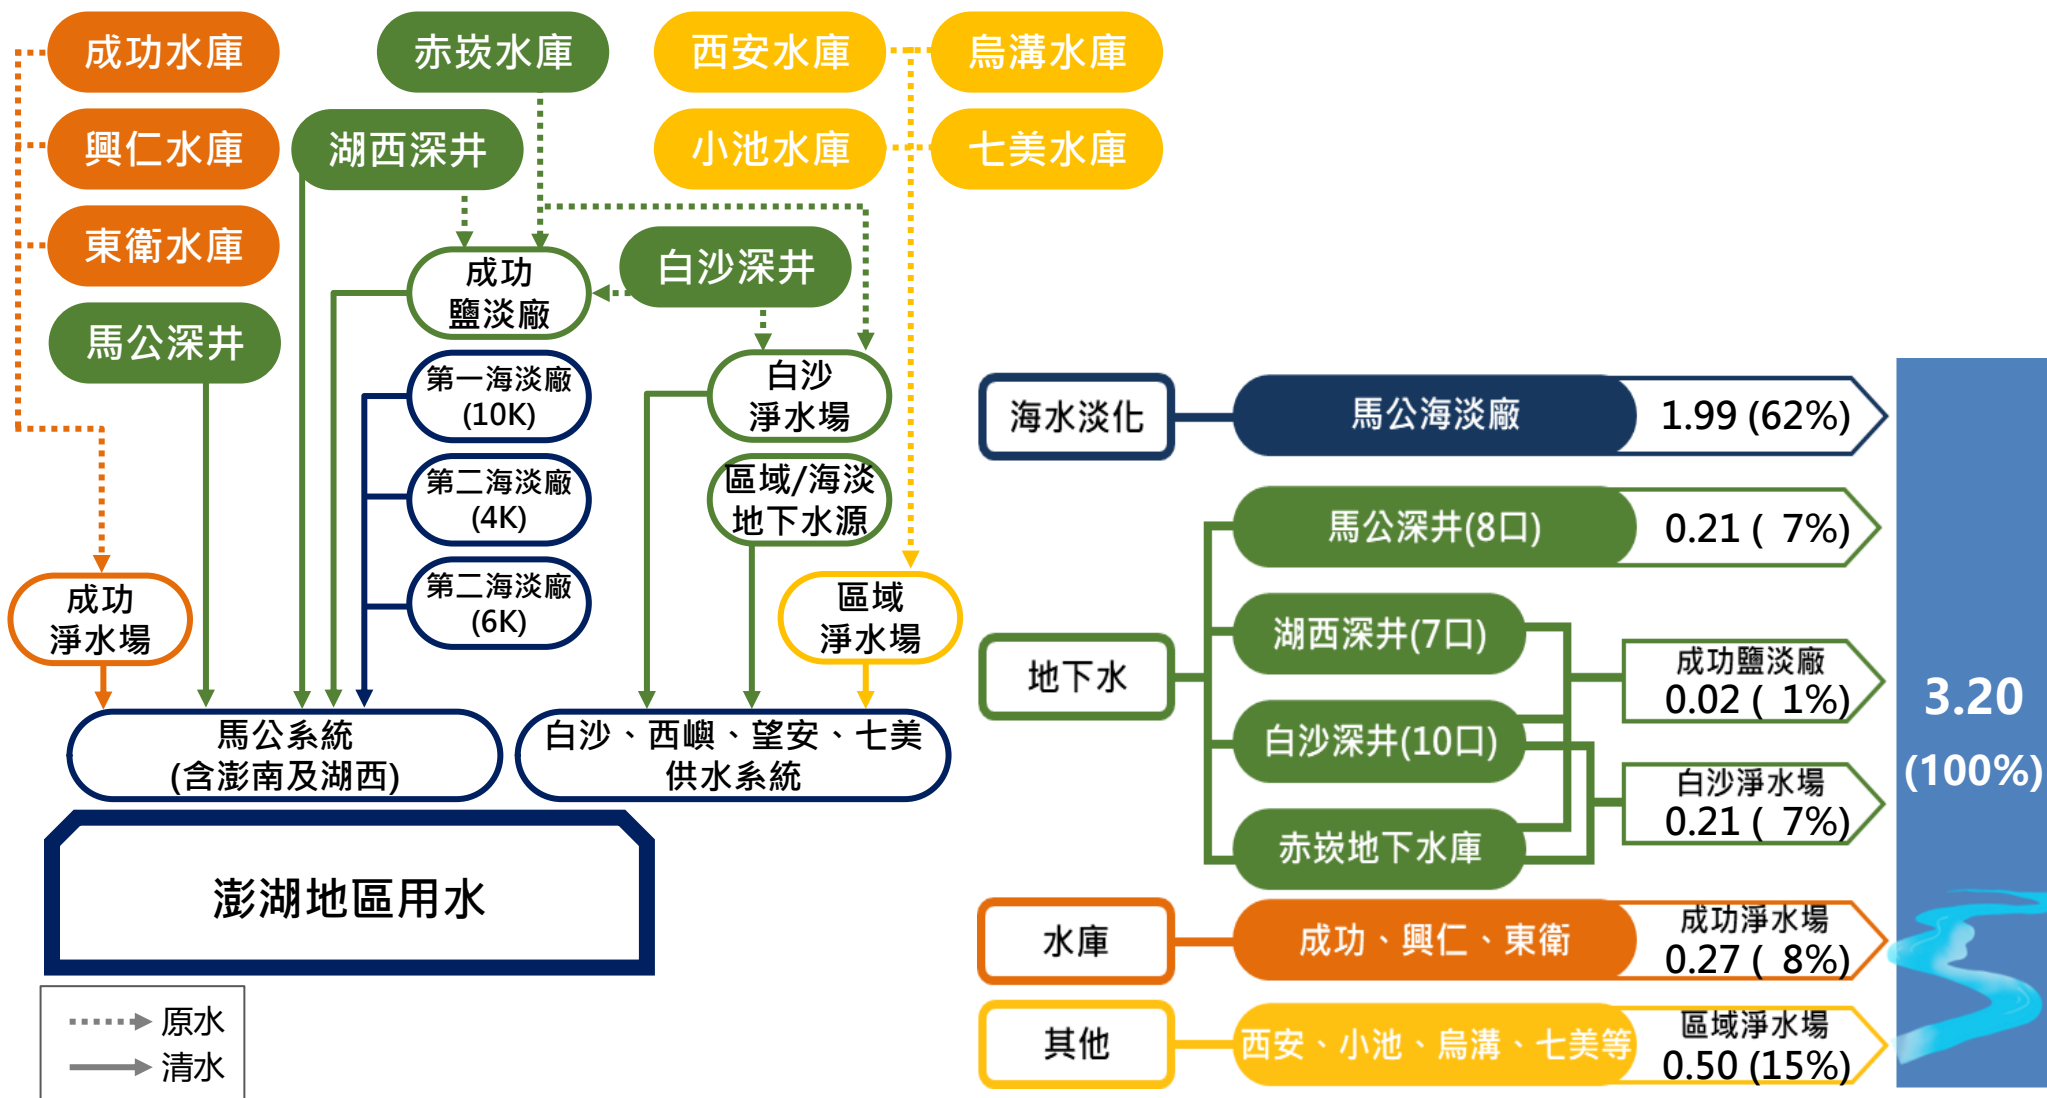 成功水庫
赤崁水庫
西安水庫
烏溝水庫
興仁水庫
湖西深井
小池水庫
七美水庫
東衛水庫
成功
鹽淡廠
白沙深井
馬公深井
第一海淡廠
(10K)
白沙
淨水場
第二海淡廠
(4K)
區域/海淡
地下水源
第二海淡廠
(6K)
成功
淨水場
區域
淨水場
馬公系統
(含澎南及湖西)
白沙、西嶼、望安、七美
供水系統
澎湖地區用水
原水
清水
海水淡化
馬公海淡廠
1.99 (62%)
地下水
馬公深井(8口)
0.21 ( 7%)
湖西深井(7口)
成功鹽淡廠
0.02 ( 1%)
白沙深井(10口)
白沙淨水場
0.21 ( 7%)
赤崁地下水庫
水庫
成功、興仁、東衛
成功淨水場
0.27 ( 8%)
其他
西安、小池、烏溝、七美等
區域淨水場
0.50 (15%)
3.20
(100%)